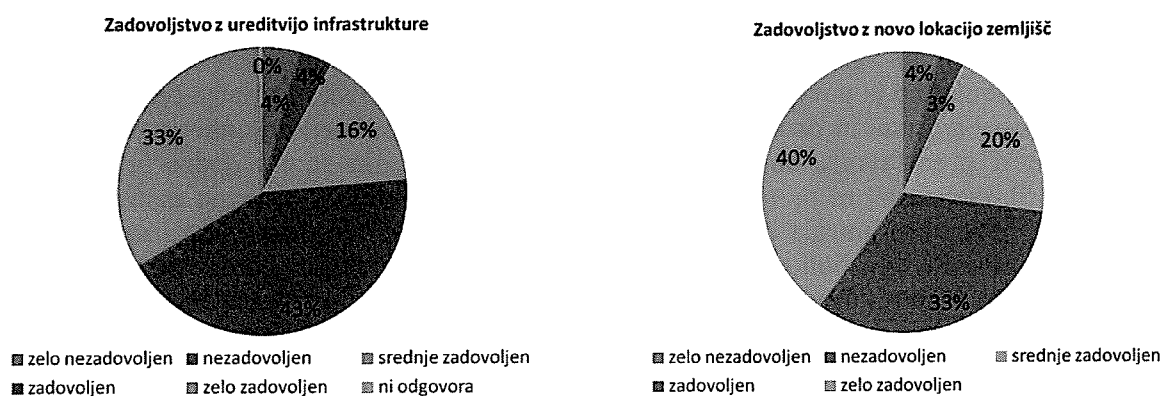 Zadovoljstvo z ureditvijo infrastrukture
0%
4%
4%
16%
33%
43%
zelo nezadovoljen nezadovoljen srednje zadovoljen
zadovoljen zelo zadovoljen ni odgovora
Zadovoljstvo z novo lokacijo zemljišč
4%
3%
20%
40%
33%
zelo nezadovoljen nezadovoljen srednje zadovoljen
zadovoljen zelo zadovoljen